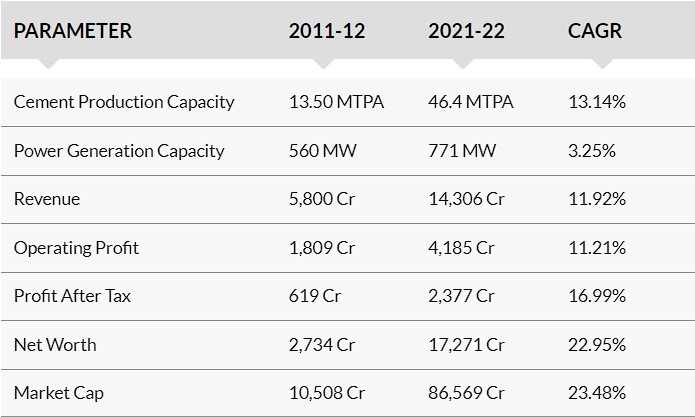 PARAMETER 2011-12 2021-22 CAGR
Cement Production Capacity 13.50 MTPA 46.4 MTPA 13.14%
Power Generation Capacity 560 MW 771 MW 3.25%
Revenue 5,800 Cr 14,306 Cr 11.92%
Operating Profit 1,809 Cr 4,185 Cr 11.21%
Profit After Tax 619 Cr 2,377 Cr 16.99%
Net Worth 2,734 Cr 17,271 Cr 22.95%
Market Cap 10,508 Cr 86,569 Cr 23.48%